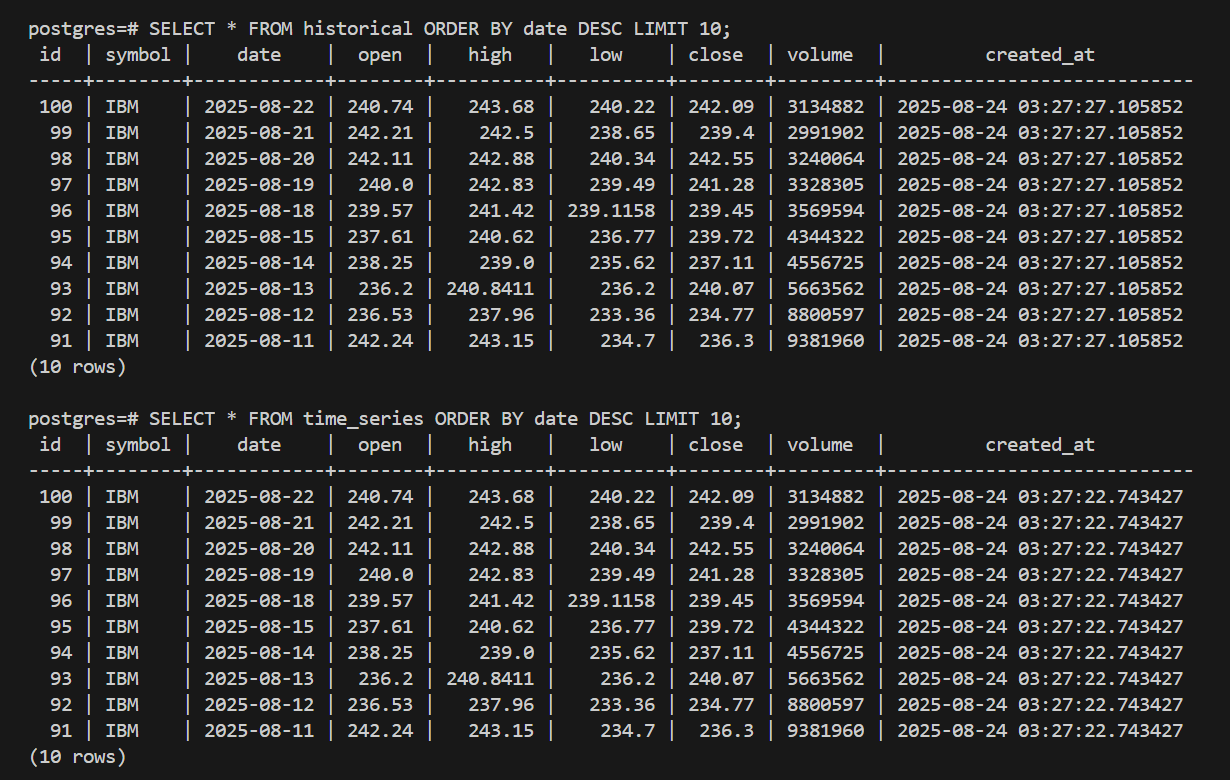 postgres=# SELECT * FROM historical ORDER BY date DESC LIMIT 10;
 id  | symbol |    date    |  open  |   high   |   low    | close  | volume  |         created_at
-----+--------+------------+--------+----------+----------+--------+---------+----------------------------
 100 | IBM    | 2025-08-22 | 240.74 |   243.68 |   240.22 | 242.09 | 3134882 | 2025-08-24 03:27:27.105852
  99 | IBM    | 2025-08-21 | 242.21 |    242.5 |   238.65 |  239.4 | 2991902 | 2025-08-24 03:27:27.105852
  98 | IBM    | 2025-08-20 | 242.11 |   242.88 |   240.34 | 242.55 | 3240064 | 2025-08-24 03:27:27.105852
  97 | IBM    | 2025-08-19 |  240.0 |   242.83 |   239.49 | 241.28 | 3328305 | 2025-08-24 03:27:27.105852
  96 | IBM    | 2025-08-18 | 239.57 |   241.42 | 239.1158 | 239.45 | 3569594 | 2025-08-24 03:27:27.105852
  95 | IBM    | 2025-08-15 | 237.61 |   240.62 |   236.77 | 239.72 | 4344322 | 2025-08-24 03:27:27.105852
  94 | IBM    | 2025-08-14 | 238.25 |    239.0 |   235.62 | 237.11 | 4556725 | 2025-08-24 03:27:27.105852
  93 | IBM    | 2025-08-13 |  236.2 | 240.8411 |    236.2 | 240.07 | 5663562 | 2025-08-24 03:27:27.105852
  92 | IBM    | 2025-08-12 | 236.53 |   237.96 |   233.36 | 234.77 | 8800597 | 2025-08-24 03:27:27.105852
  91 | IBM    | 2025-08-11 | 242.24 |   243.15 |    234.7 |  236.3 | 9381960 | 2025-08-24 03:27:27.105852
(10 rows)

postgres=# SELECT * FROM time_series ORDER BY date DESC LIMIT 10;
 id  | symbol |    date    |  open  |   high   |   low    | close  | volume  |         created_at
-----+--------+------------+--------+----------+----------+--------+---------+----------------------------
 100 | IBM    | 2025-08-22 | 240.74 |   243.68 |   240.22 | 242.09 | 3134882 | 2025-08-24 03:27:22.743427
  99 | IBM    | 2025-08-21 | 242.21 |    242.5 |   238.65 |  239.4 | 2991902 | 2025-08-24 03:27:22.743427
  98 | IBM    | 2025-08-20 | 242.11 |   242.88 |   240.34 | 242.55 | 3240064 | 2025-08-24 03:27:22.743427
  97 | IBM    | 2025-08-19 |  240.0 |   242.83 |   239.49 | 241.28 | 3328305 | 2025-08-24 03:27:22.743427
  96 | IBM    | 2025-08-18 | 239.57 |   241.42 | 239.1158 | 239.45 | 3569594 | 2025-08-24 03:27:22.743427
  95 | IBM    | 2025-08-15 | 237.61 |   240.62 |   236.77 | 239.72 | 4344322 | 2025-08-24 03:27:22.743427
  94 | IBM    | 2025-08-14 | 238.25 |    239.0 |   235.62 | 237.11 | 4556725 | 2025-08-24 03:27:22.743427
  93 | IBM    | 2025-08-13 |  236.2 | 240.8411 |    236.2 | 240.07 | 5663562 | 2025-08-24 03:27:22.743427
  92 | IBM    | 2025-08-12 | 236.53 |   237.96 |   233.36 | 234.77 | 8800597 | 2025-08-24 03:27:22.743427
  91 | IBM    | 2025-08-11 | 242.24 |   243.15 |    234.7 |  236.3 | 9381960 | 2025-08-24 03:27:22.743427
(10 rows)